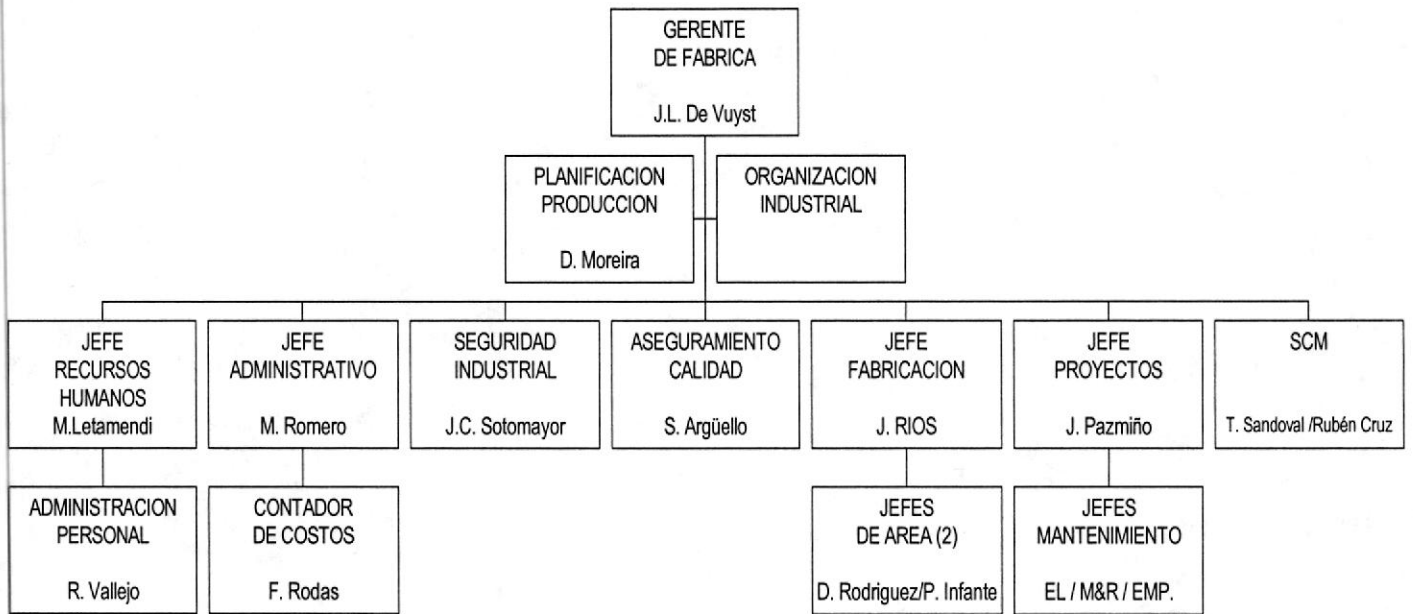 GERENTE
DE FABRICA
J.L. De Vuyst
PLANIFICACION
PRODUCCION
D. Moreira
ORGANIZACION
INDUSTRIAL
JEFE
RECURSOS
HUMANOS
M.Letamendi
JEFE
ADMINISTRATIVO
M. Romero
SEGURIDAD
INDUSTRIAL
J.C. Sotomayor
ASEGURAMIENTO
CALIDAD
S. Argüello
JEFE
FABRICACION
J. RIOS
JEFE
PROYECTOS
J. Pazmiño
SCM
T. Sandoval /Rubén Cruz
ADMINISTRACION
PERSONAL
R. Vallejo
CONTADOR
DE COSTOS
F. Rodas
JEFES
DE AREA (2)
D. Rodriguez/P. Infante
JEFES
MANTENIMIENTO
EL / M&R / EMP.